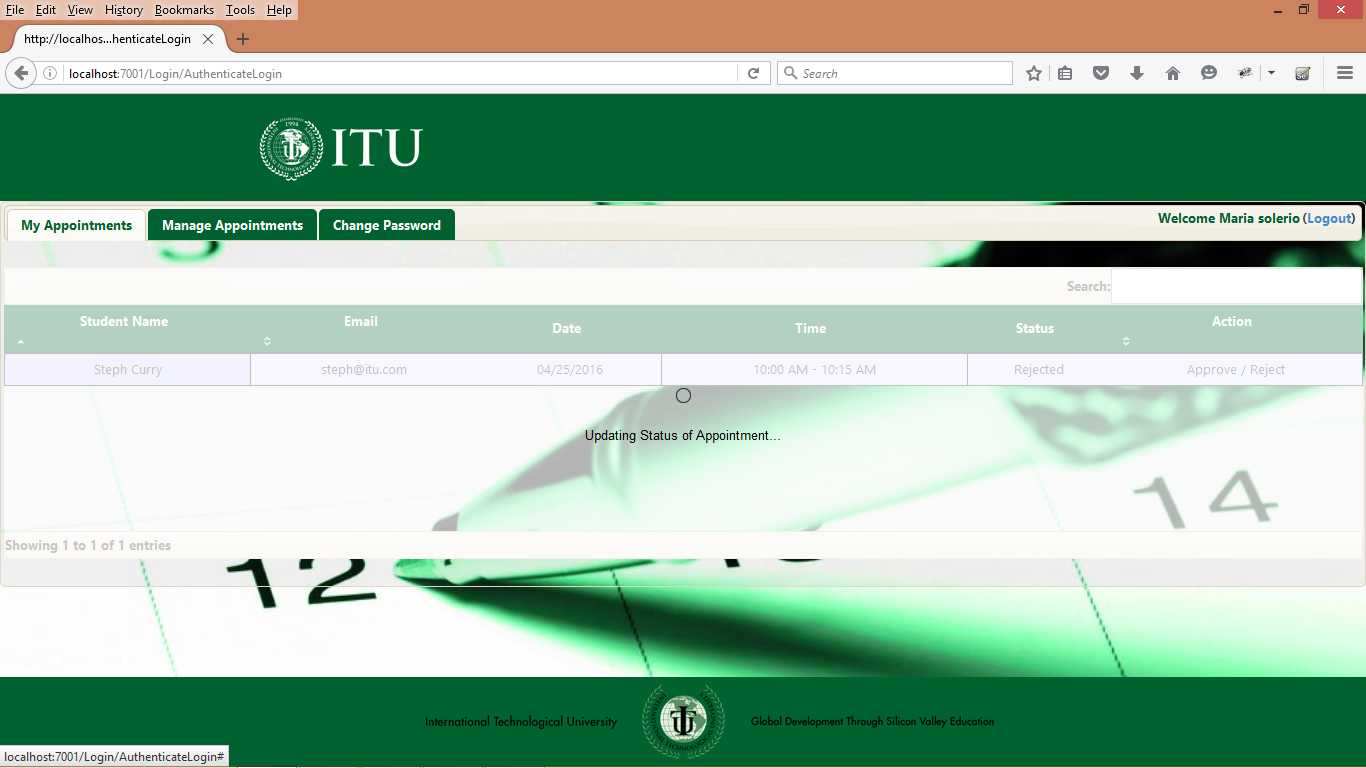 File Edit View History Bookmarks Tools Help
http://localhos...henticateLogin
localhost:7001/Login/AuthenticateLogin
Search
1994
ITU
My Appointments
Manage Appointments
Change Password
Welcome Maria solerio (Logout)
Search:
Student Name Email Date Time Status Action
Steph Curry steph@itu.com 04/25/2016 10:00 AM - 10:15 AM Rejected Approve / Reject
Updating Status of Appointment...
14
Showing 1 to 1 of 1 entries
12
International Technological University
Global Development Through Silicon Valley Education
localhost:7001/Login/AuthenticateLogin#